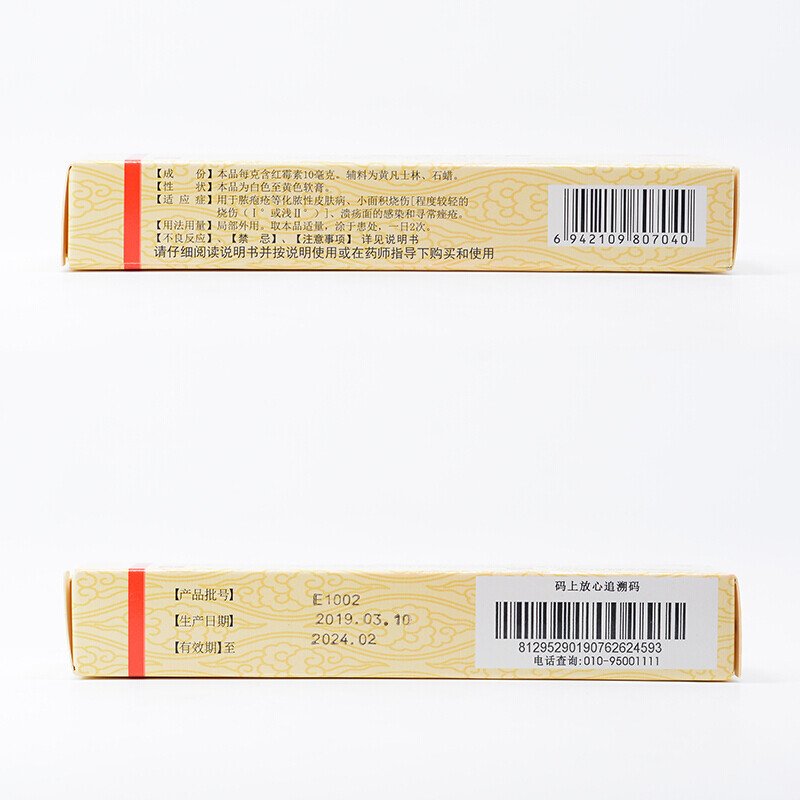 【成 份】本品每克含红霉素10毫克。辅料为黄凡士林、石蜡。
【性 状】本品为白色至黄色软膏。
【适 应 症】用于脓疱疮等化脓性皮肤病、小面积烧伤[程度较轻的
烧伤(Ⅰ°或浅Ⅱ°)]、溃疡面的感染和寻常痤疮。
【用法用量】局部外用。取本品适量，涂于患处，一日2次。
【不良反应】、【禁 忌】、【注意事项】 详见说明书
请仔细阅读说明书并按说明使用或在药师指导下购买和使用
6 942109 807040
【产品批号】 E1002
【生产日期】 2019.03.10
【有效期】至 2024.02
码上放心追溯码
81295290190762624593
电话查询:010-95001111